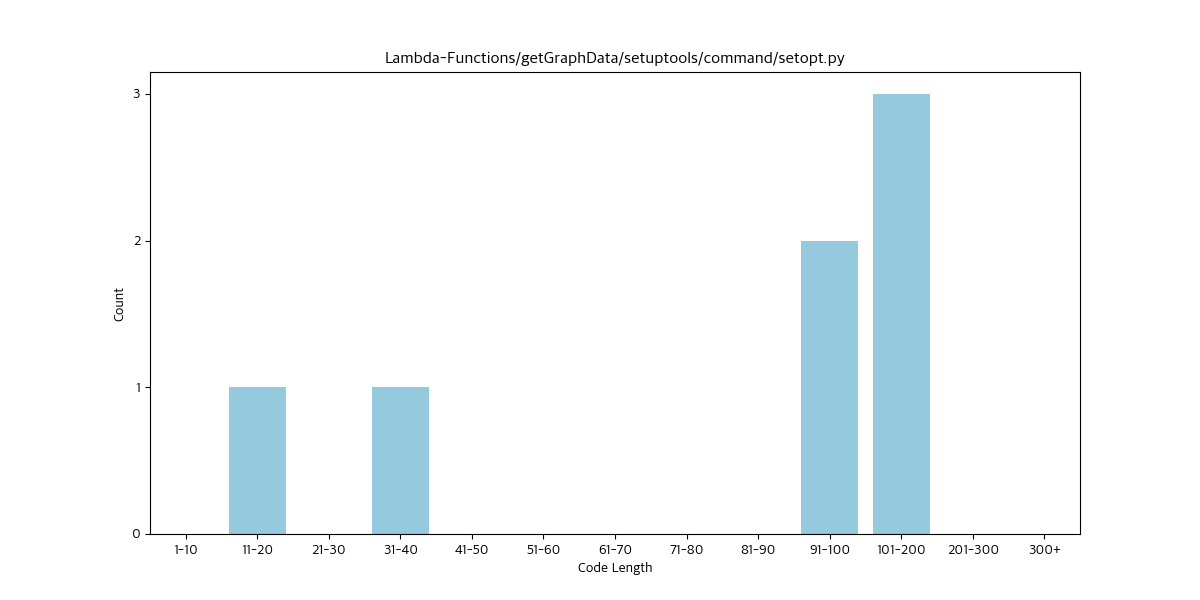 Lambda-Functions/getGraphData/setuptools/command/setopt.py
3
2
1
0
Count
1-10 11-20 21-30 31-40 41-50 51-60 61-70 71-80 81-90 91-100 101-200 201-300 300+
Code Length